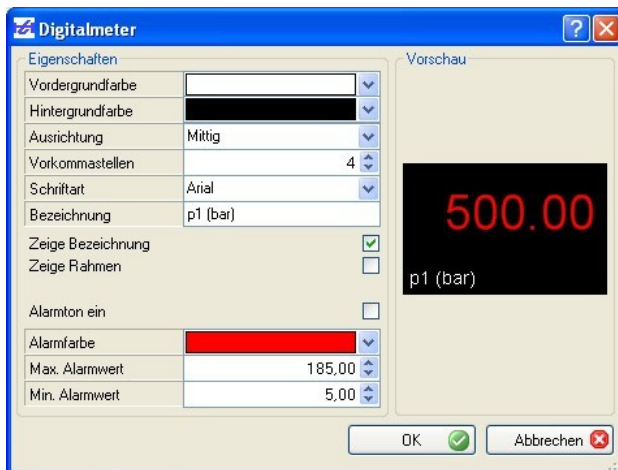 Digitalmeter
Eigenschaften
Vordergrundfarbe
Hintergrundfarbe
Ausrichtung Mittig
Vorkommastellen 4
Schriftart Arial
Bezeichnung p1 (bar)
Zeige Bezeichnung
Zeige Rahmen
Alarmton ein
Alarmfarbe
Max. Alarmwert 185,00
Min. Alarmwert 5,00
Vorschau
500.00
p1 (bar)
OK
Abbrechen